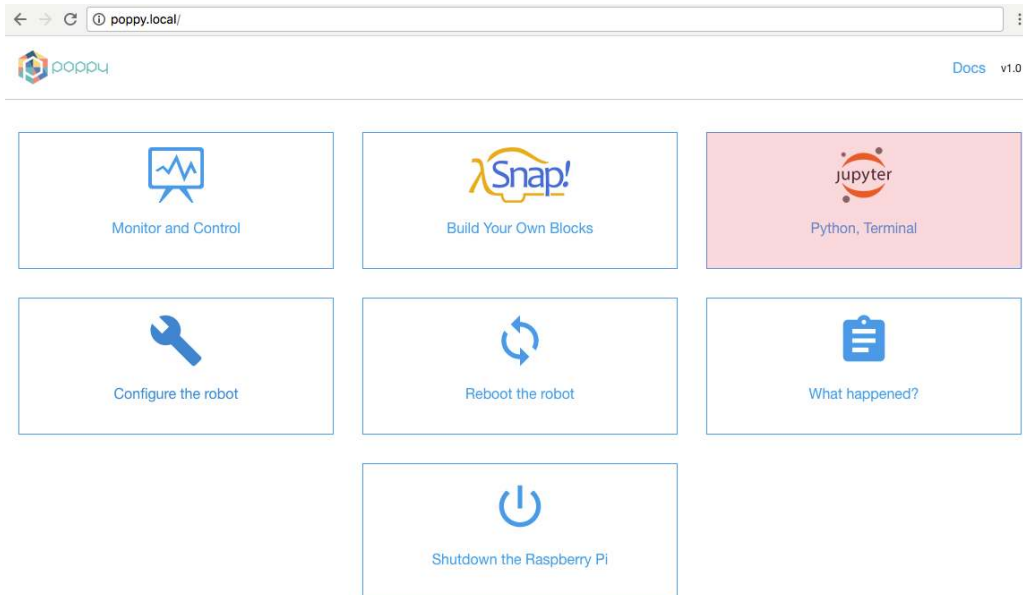 poppy.local/
poppy
Docs v1.0
λSnap!
jupyter
Monitor and Control
Build Your Own Blocks
Python, Terminal
Configure the robot
Reboot the robot
What happened?
Shutdown the Raspberry Pi